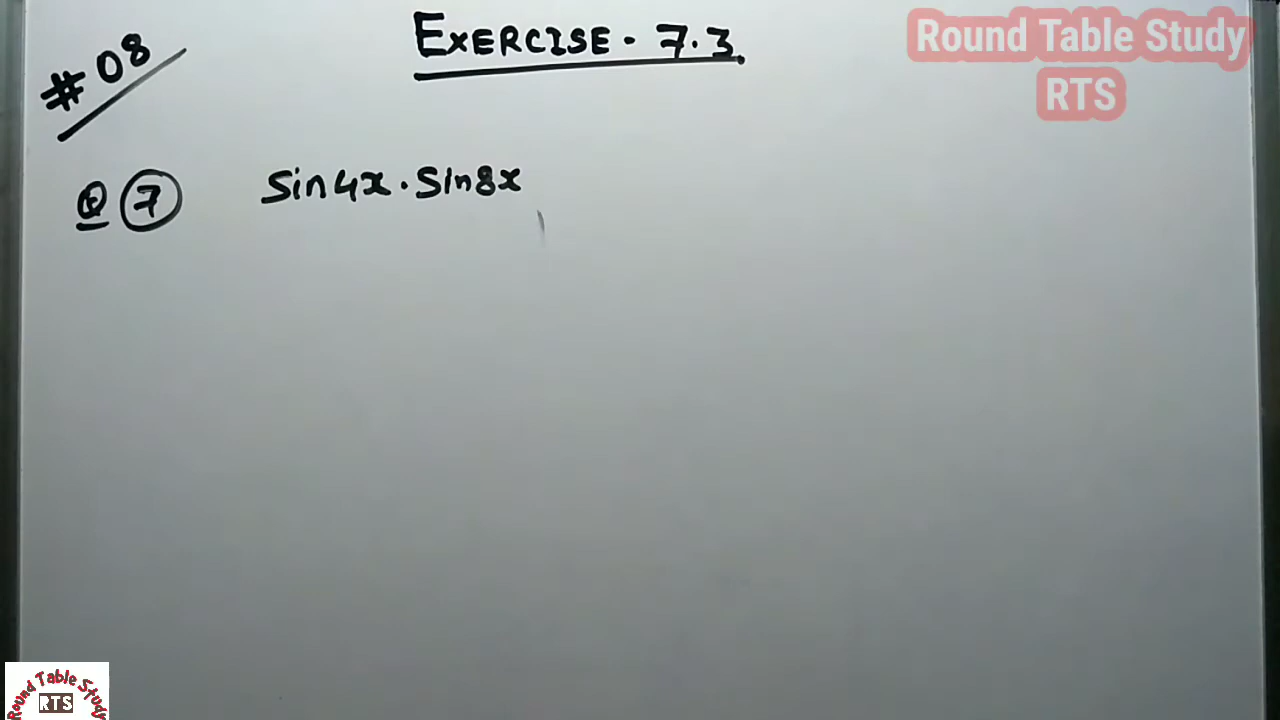 #08
EXERCISE - 7.3
Round Table Study
RTS
Q 7 Sin4x . Sin8x
Round Table Study
RTS